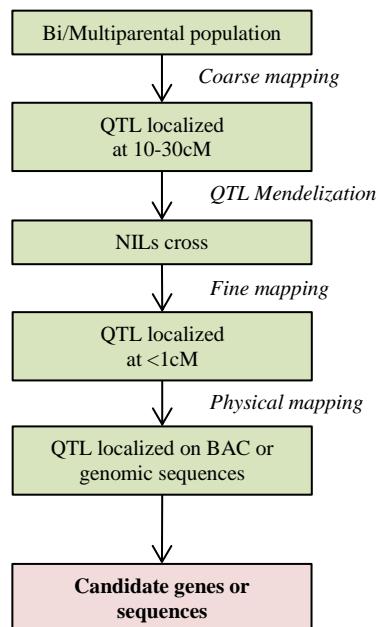 Bi/Multiparental population
Coarse mapping
QTL localized
at 10-30cM
QTL Mendelization
NILs cross
Fine mapping
QTL localized
at <1cM
Physical mapping
QTL localized on BAC or
genomic sequences
Candidate genes or
sequences